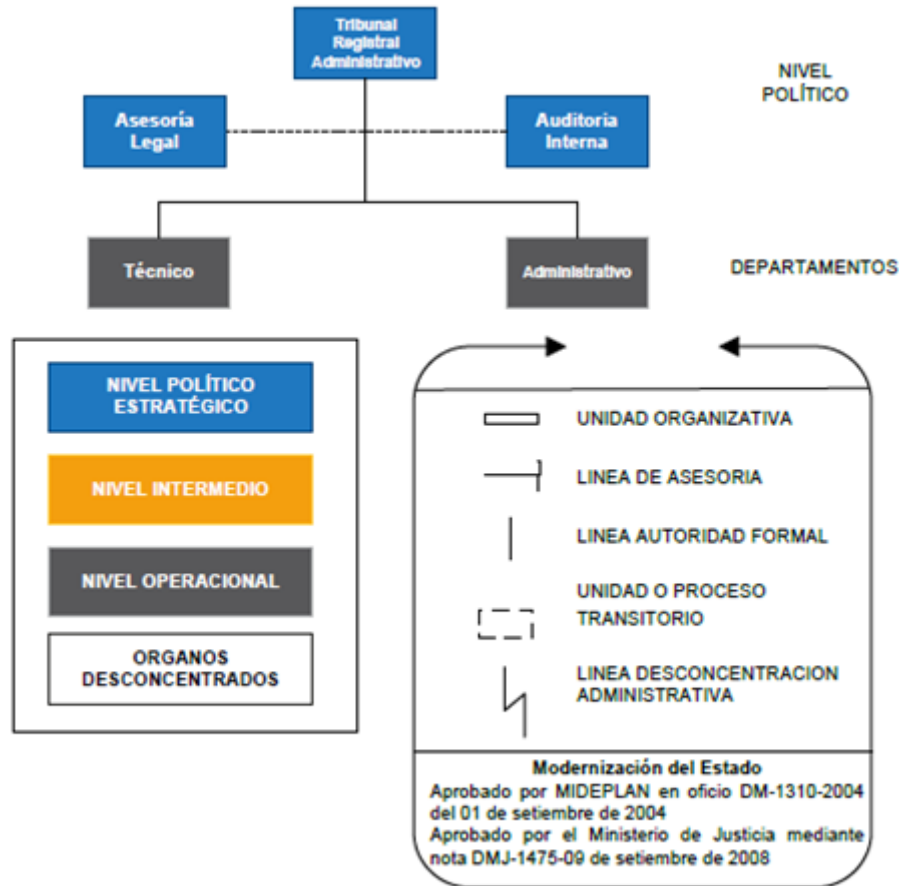 Tribunal
Registral
Administrativo
NIVEL
POLÍTICO
Asesoría
Legal
Auditoria
Interna
Técnico
Administrativo
DEPARTAMENTOS
NIVEL POLÍTICO
ESTRATÉGICO
NIVEL INTERMEDIO
NIVEL OPERACIONAL
ORGANOS
DESCONCENTRADOS
UNIDAD ORGANIZATIVA
LINEA DE ASESORIA
LINEA AUTORIDAD FORMAL
UNIDAD O PROCESO
TRANSITORIO
LINEA DESCONCENTRACION
ADMINISTRATIVA
Modernización del Estado
Aprobado por MIDEPLAN en oficio DM-1310-2004
del 01 de setiembre de 2004
Aprobado por el Ministerio de Justicia mediante
nota DMJ-1475-09 de setiembre de 2008